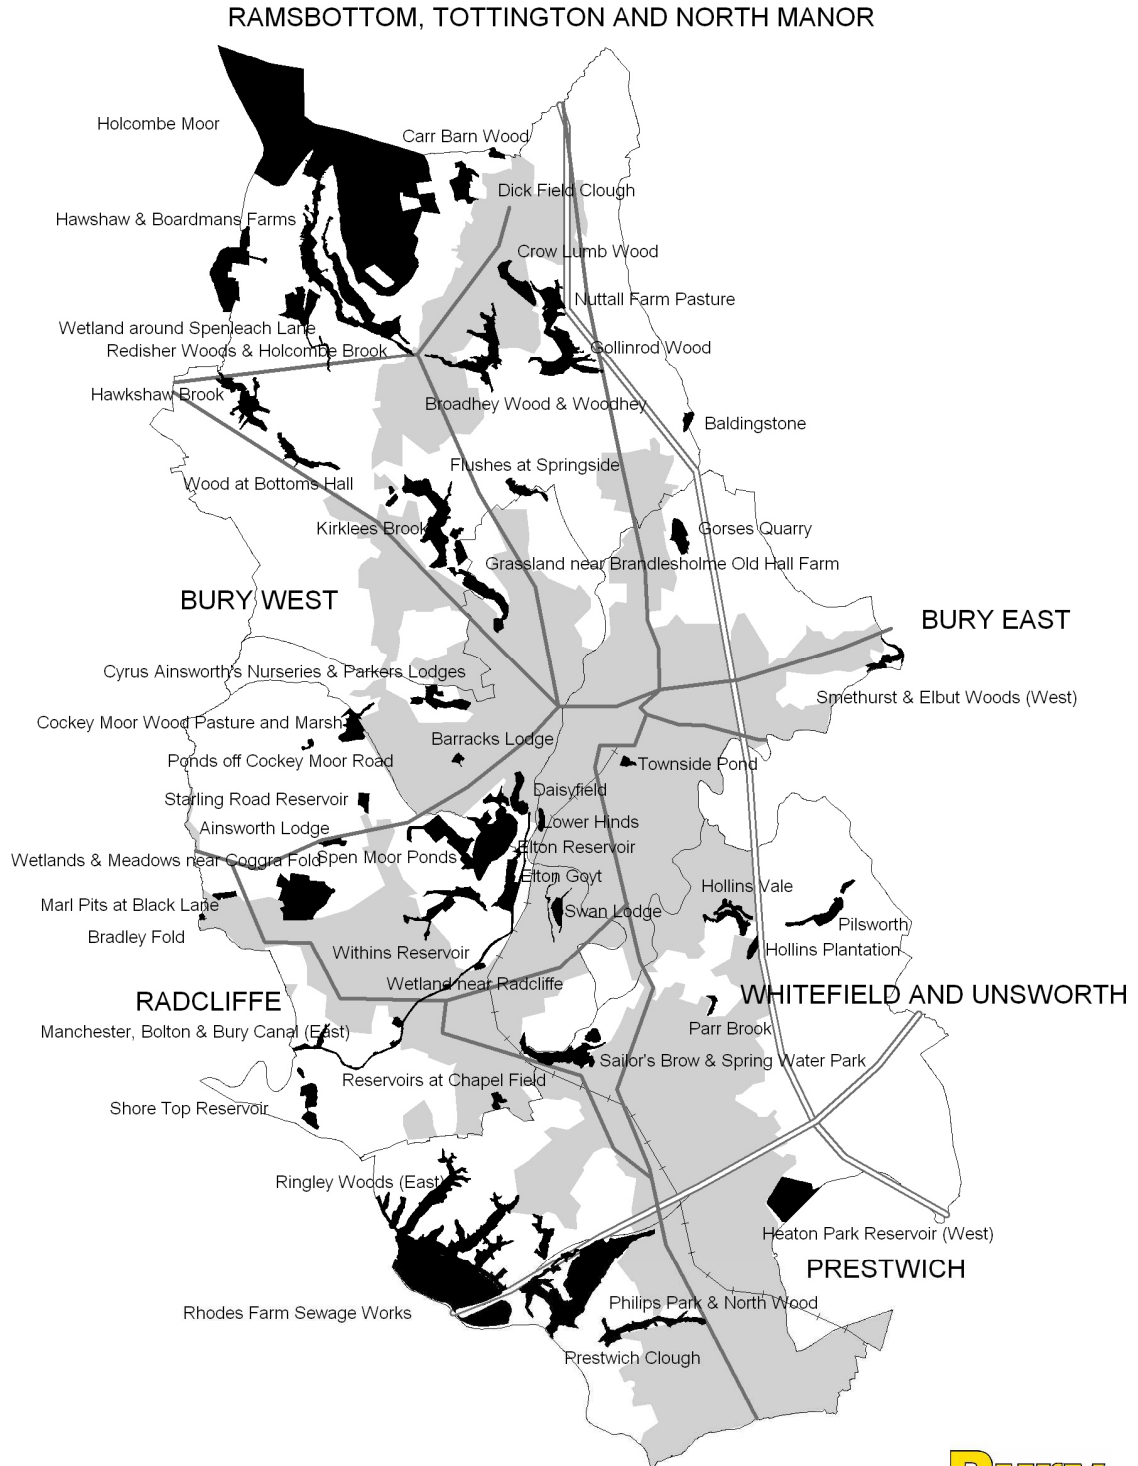 RAMSBOTTOM, TOTTINGTON AND NORTH MANOR
Holcombe Moor
Carr Barn Wood
Dick Field Clough
Hawshaw & Boardmans Farms
Crow Lumb Wood
Nuttall Farm Pasture
Wetland around Spenleach Lane
Redisher Woods & Holcombe Brook
Gollinrod Wood
Hawkshaw Brook
Broadhey Wood & Woodhey
Baldingstone
Flushes at Springside
Wood at Bottoms Hall
Kirklees Brook
Gorses Quarry
Grassland near Brandlesholme Old Hall Farm
BURY WEST
BURY EAST
Cyrus Ainsworth's Nurseries & Parkers Lodges
Smethurst & Elbut Woods (West)
Cockey Moor Wood Pasture and Marsh
Barracks Lodge
Ponds off Cockey Moor Road
Townside Pond
Starling Road Reservoir
Daisyfield
Ainsworth Lodge
Lower Hinds
Elton Reservoir
Wetlands & Meadows near Coggra Fold
Spen Moor Ponds
Elton Goyt
Hollins Vale
Marl Pits at Black Lane
Swan Lodge
Pilsworth
Bradley Fold
Withins Reservoir
Hollins Plantation
Wetland near Radcliffe
RADCLIFFE
WHITEFIELD AND UNSWORTH
Manchester, Bolton & Bury Canal (East)
Parr Brook
Sailor's Brow & Spring Water Park
Reservoirs at Chapel Field
Shore Top Reservoir
Ringley Woods (East)
Heaton Park Reservoir (West)
PRESTWICH
Rhodes Farm Sewage Works
Philips Park & North Wood
Prestwich Clough